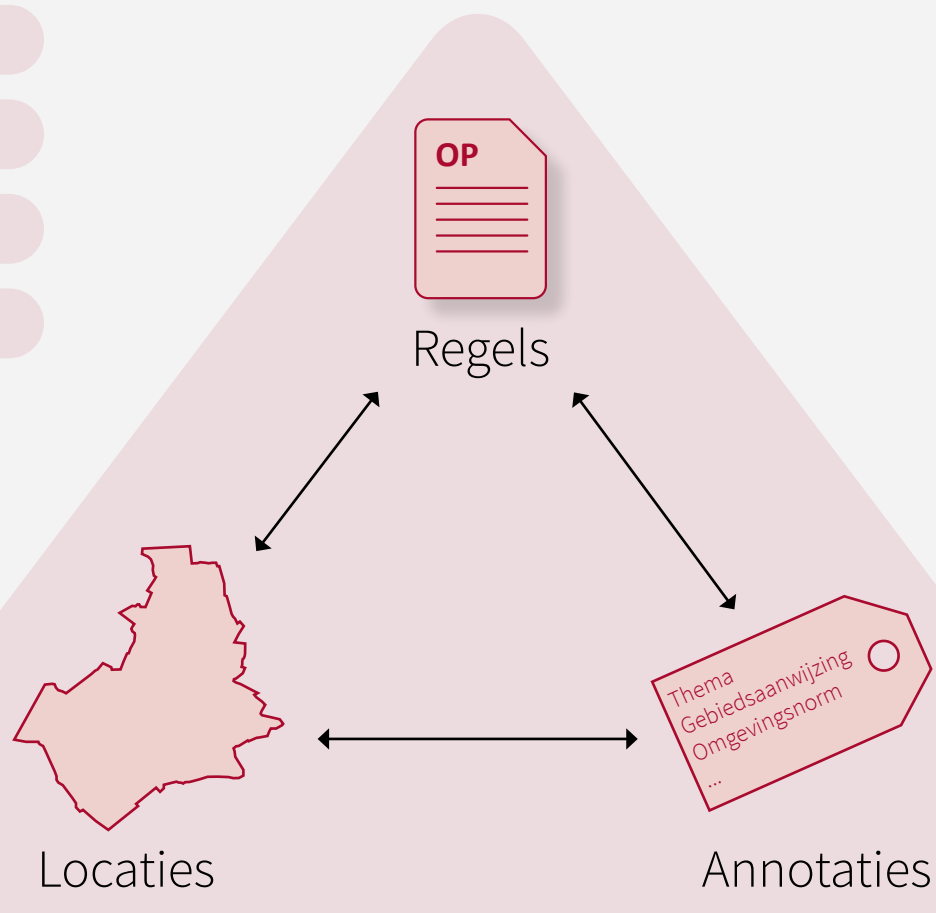 OP
Regels
Thema
Gebiedsaanwijzing
Omgevingsnorm
...
Locaties
Annotaties